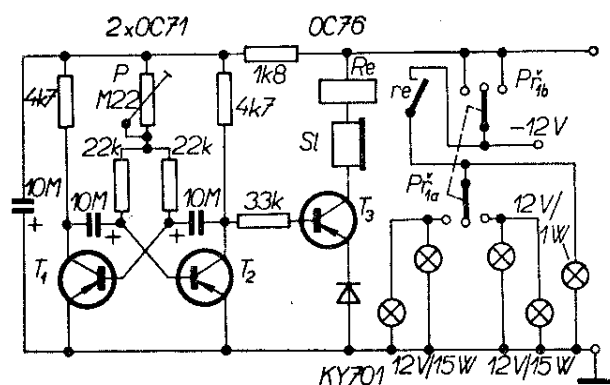 2xOC71 OC76
P
M22
4k7
1k8
4k7
Re
re
Př1b
-12V
Sl
22k 22k
10M
10M
10M
+
+
+
33k
T3
Př1a
12V/
1W
T1
T2
KY701
12V/15W 12V/15W